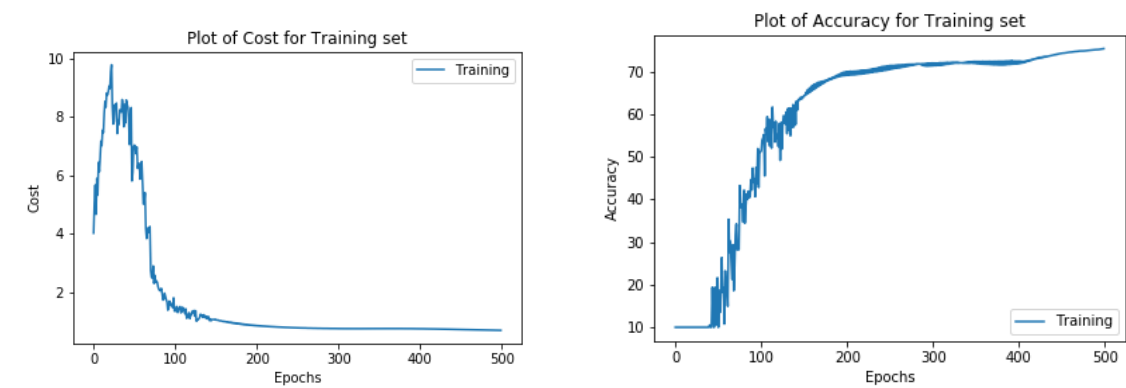 Plot of Cost for Training set
10
8
6
4
2
Cost
Training
0 100 200 300 400 500
Epochs
Plot of Accuracy for Training set
70
60
50
40
30
20
10
Accuracy
Training
0 100 200 300 400 500
Epochs